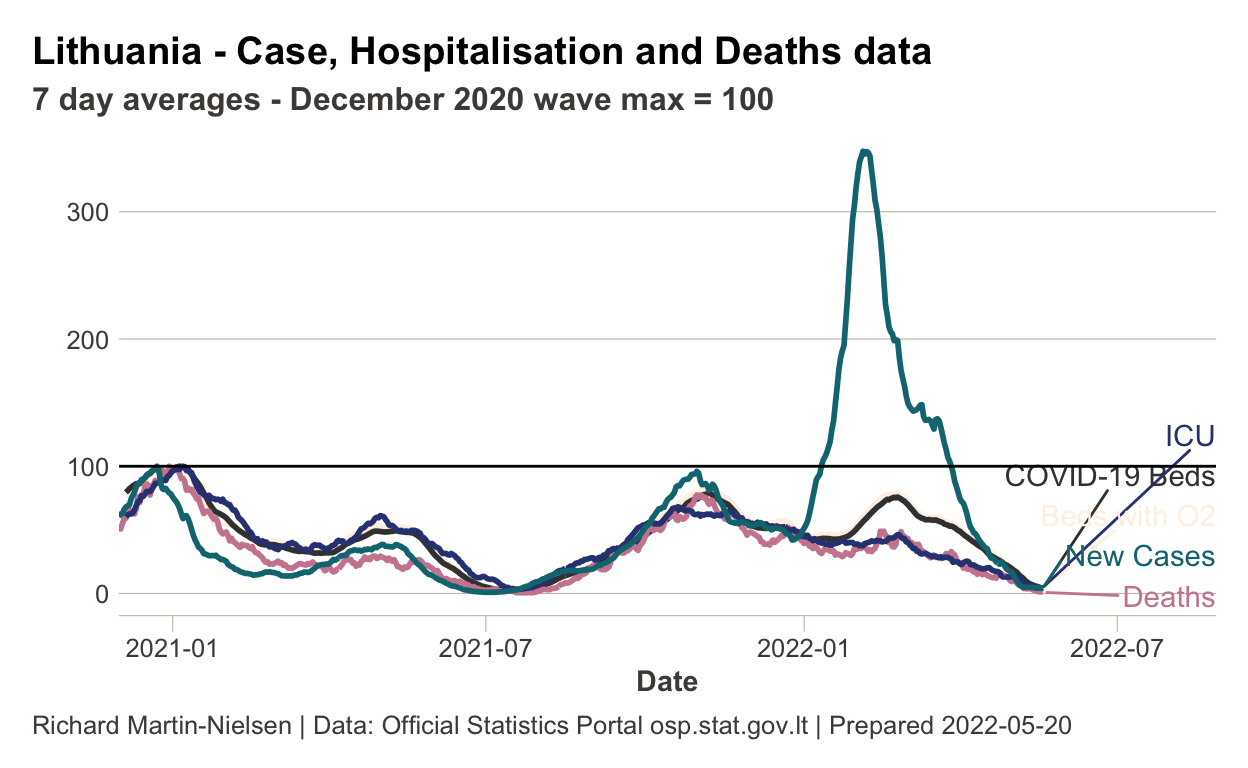 Lithuania - Case, Hospitalisation and Deaths data
7 day averages - December 2020 wave max = 100
300
200
100
0
ICU
COVID-19 Beds
Beds with O2
New Cases
Deaths
2021-01 2021-07 2022-01 2022-07
Date
Richard Martin-Nielsen | Data: Official Statistics Portal osp.stat.gov.lt | Prepared 2022-05-20